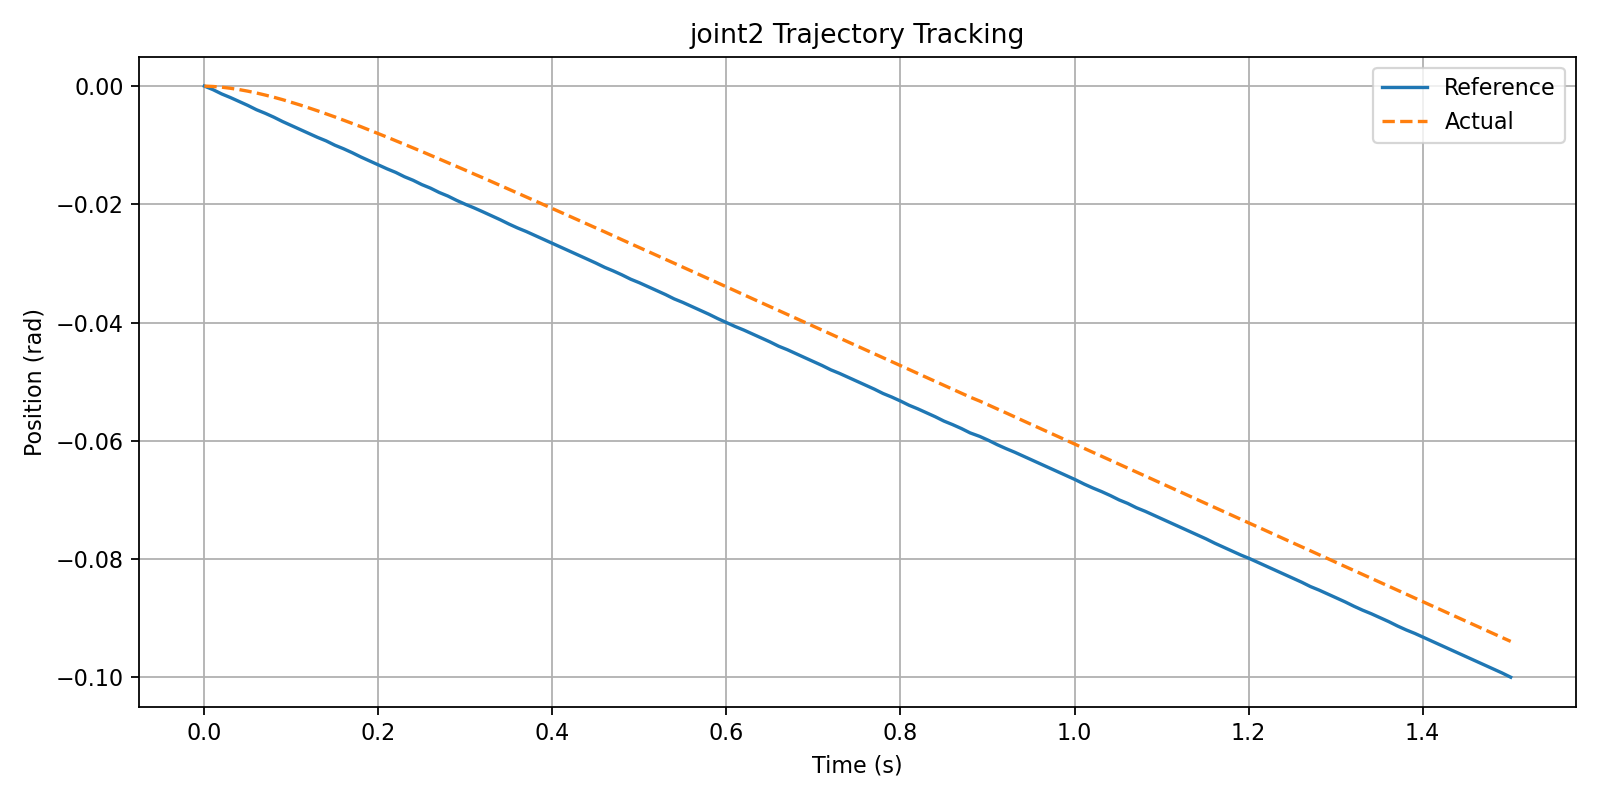 joint2 Trajectory Tracking
Reference
Actual
Position (rad)
0.00
−0.02
−0.04
−0.06
−0.08
−0.10
0.0 0.2 0.4 0.6 0.8 1.0 1.2 1.4
Time (s)